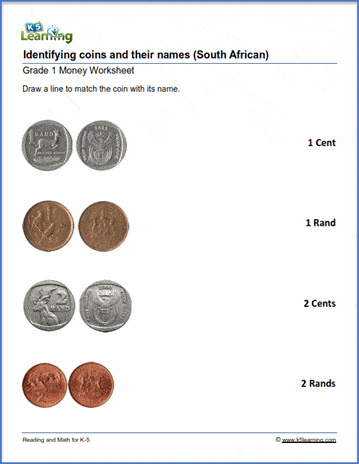 K5 Learning
Identifying coins and their names (South African)
Grade 1 Money Worksheet
Draw a line to match the coin with its name.
RAND
1 Cent
1 Rand
2
2 Cents
2 Rands
Reading and Math for K-5
© www.k5learning.com